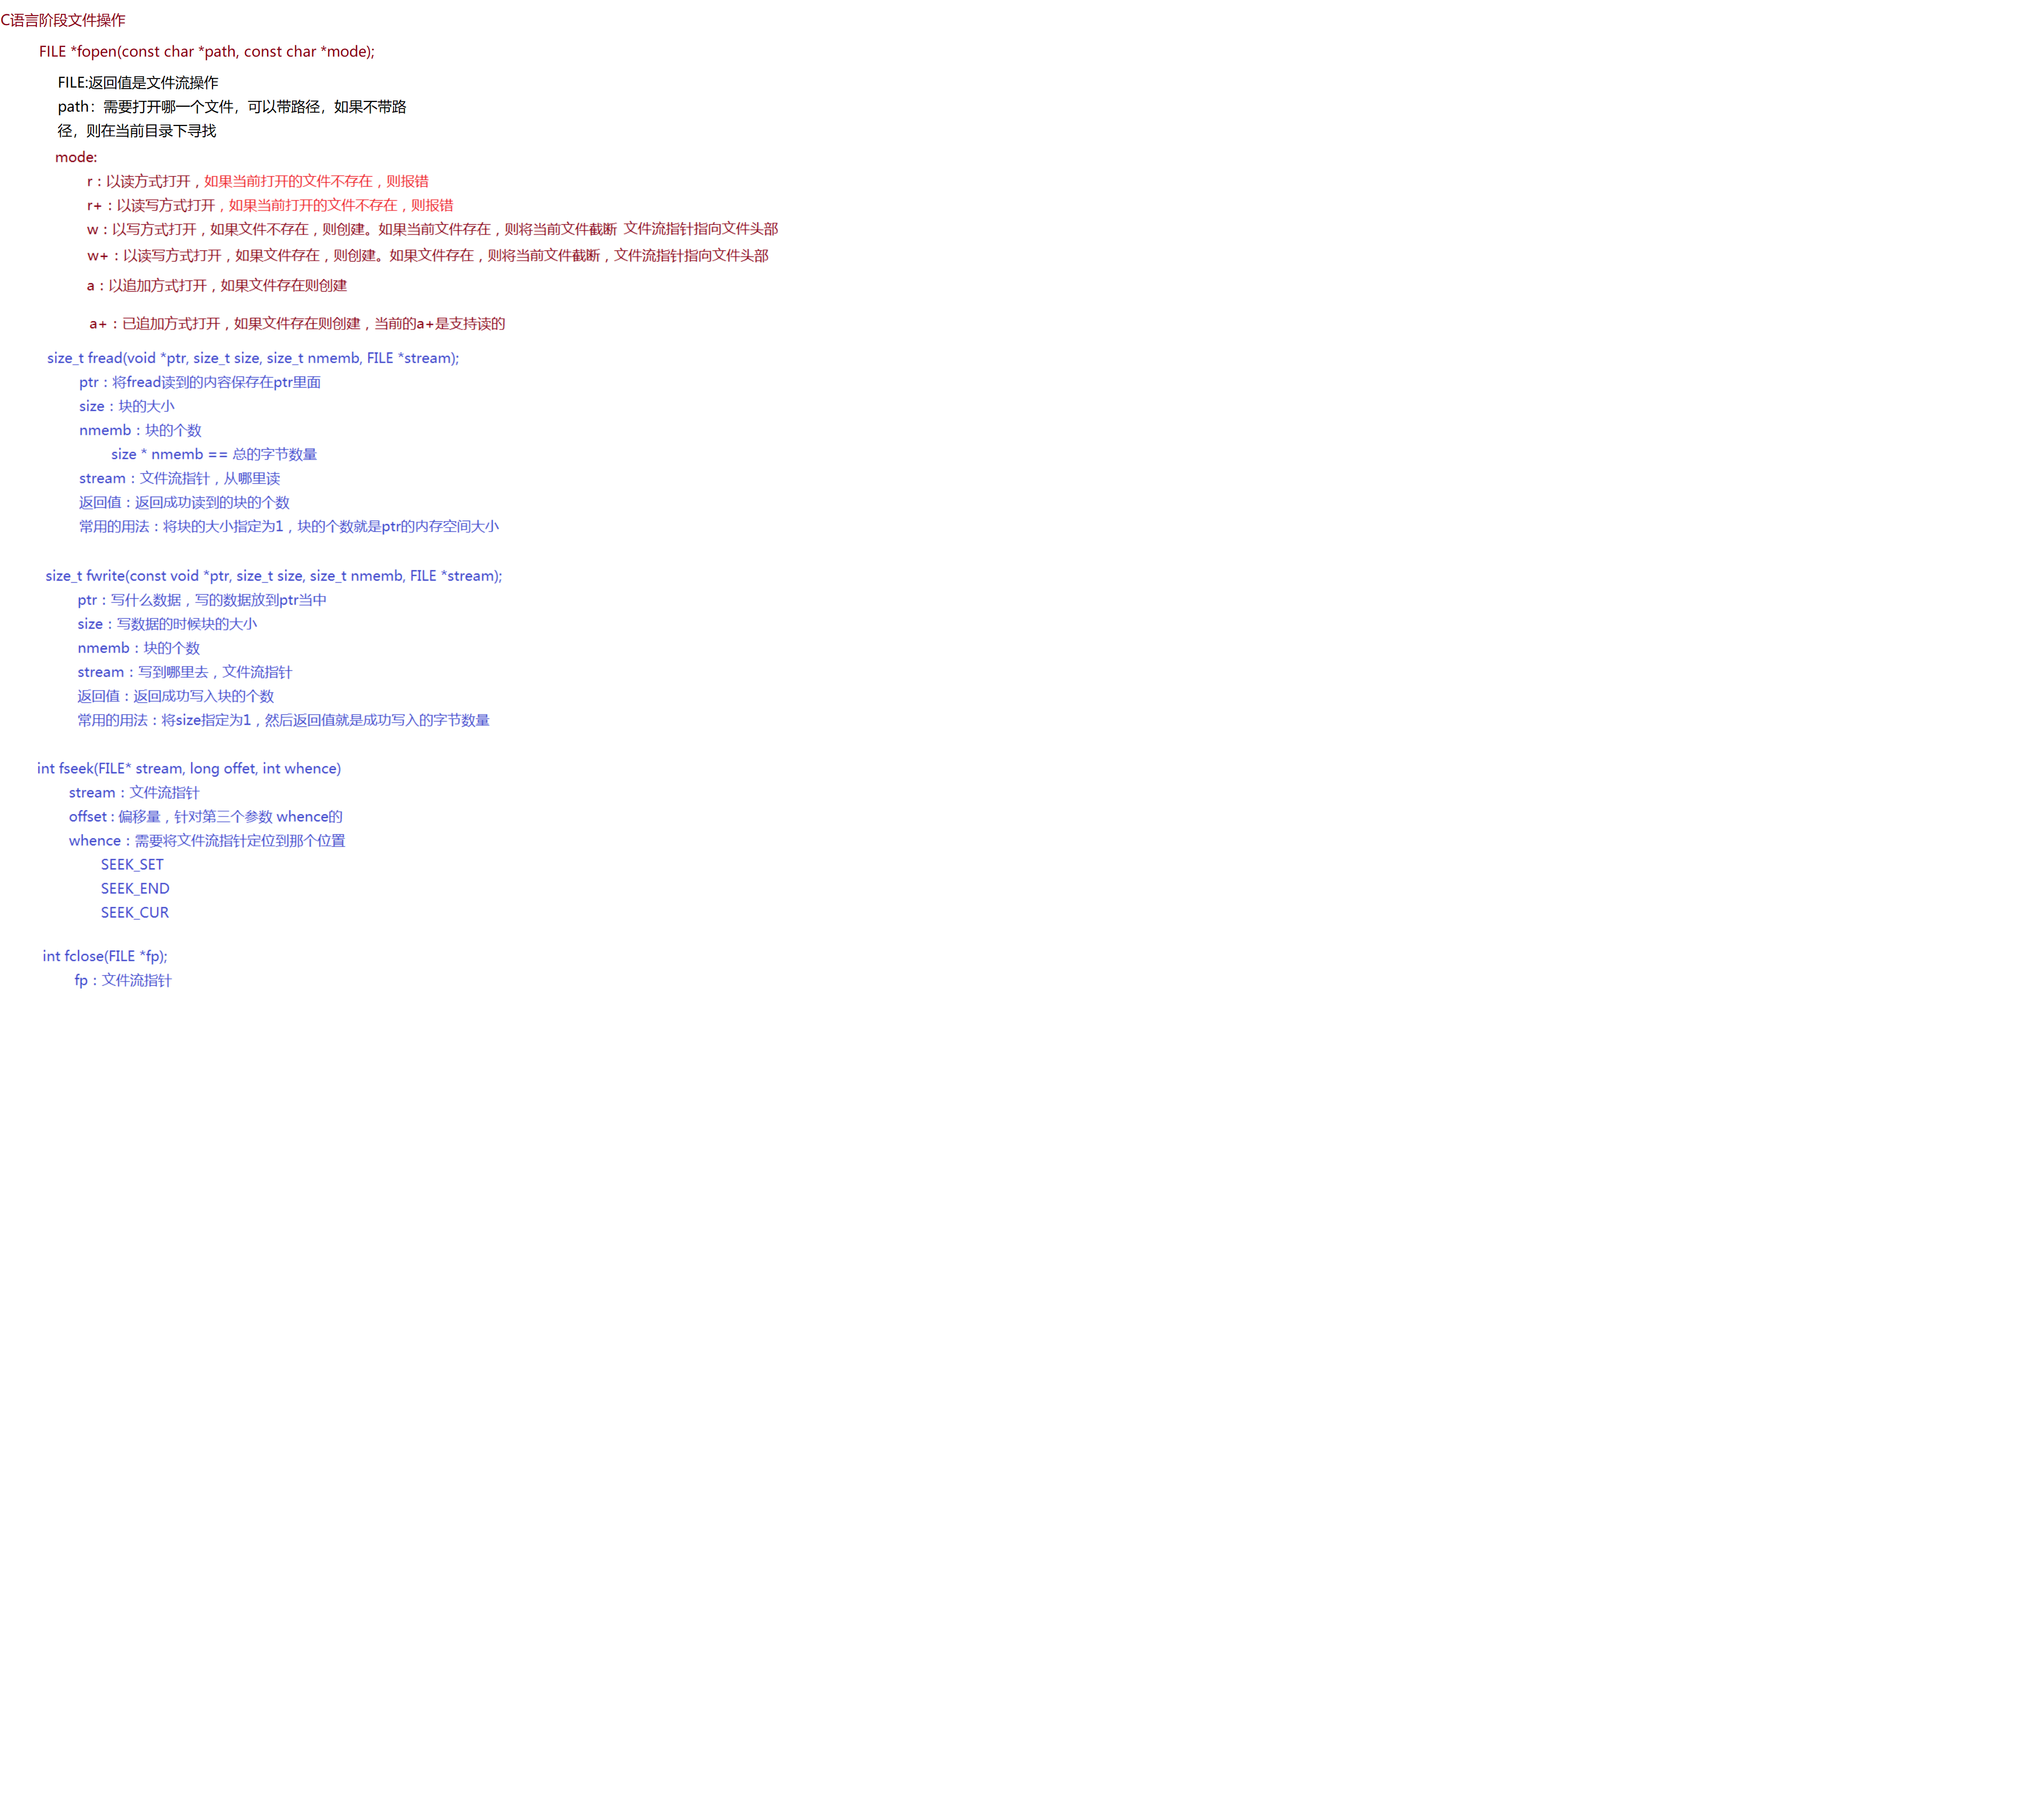 C语言阶段文件操作
FILE *fopen(const char *path, const char *mode);
FILE:返回值是文件流操作
path：需要打开哪一个文件，可以带路径，如果不带路
径，则在当前目录下寻找
mode:
r：以读方式打开，如果当前打开的文件不存在，则报错
r+：以读写方式打开，如果当前打开的文件不存在，则报错
w：以写方式打开，如果文件不存在，则创建。如果当前文件存在，则将当前文件截断 文件流指针指向文件头部
w+：以读写方式打开，如果文件存在，则创建。如果文件存在，则将当前文件截断，文件流指针指向文件头部
a：以追加方式打开，如果文件存在则创建
a+：已追加方式打开，如果文件存在则创建，当前的a+是支持读的
size_t fread(void *ptr, size_t size, size_t nmemb, FILE *stream);
ptr：将fread读到的内容保存在ptr里面
size：块的大小
nmemb：块的个数
size * nmemb == 总的字节数量
stream：文件流指针，从哪里读
返回值：返回成功读到的块的个数
常用的用法：将块的大小指定为1，块的个数就是ptr的内存空间大小
size_t fwrite(const void *ptr, size_t size, size_t nmemb, FILE *stream);
ptr：写什么数据，写的数据放到ptr当中
size：写数据的时候块的大小
nmemb：块的个数
stream：写到哪里去，文件流指针
返回值：返回成功写入块的个数
常用的用法：将size指定为1，然后返回值就是成功写入的字节数量
int fseek(FILE* stream, long offet, int whence)
stream：文件流指针
offset : 偏移量，针对第三个参数 whence的
whence：需要将文件流指针定位到那个位置
SEEK_SET
SEEK_END
SEEK_CUR
int fclose(FILE *fp);
fp：文件流指针